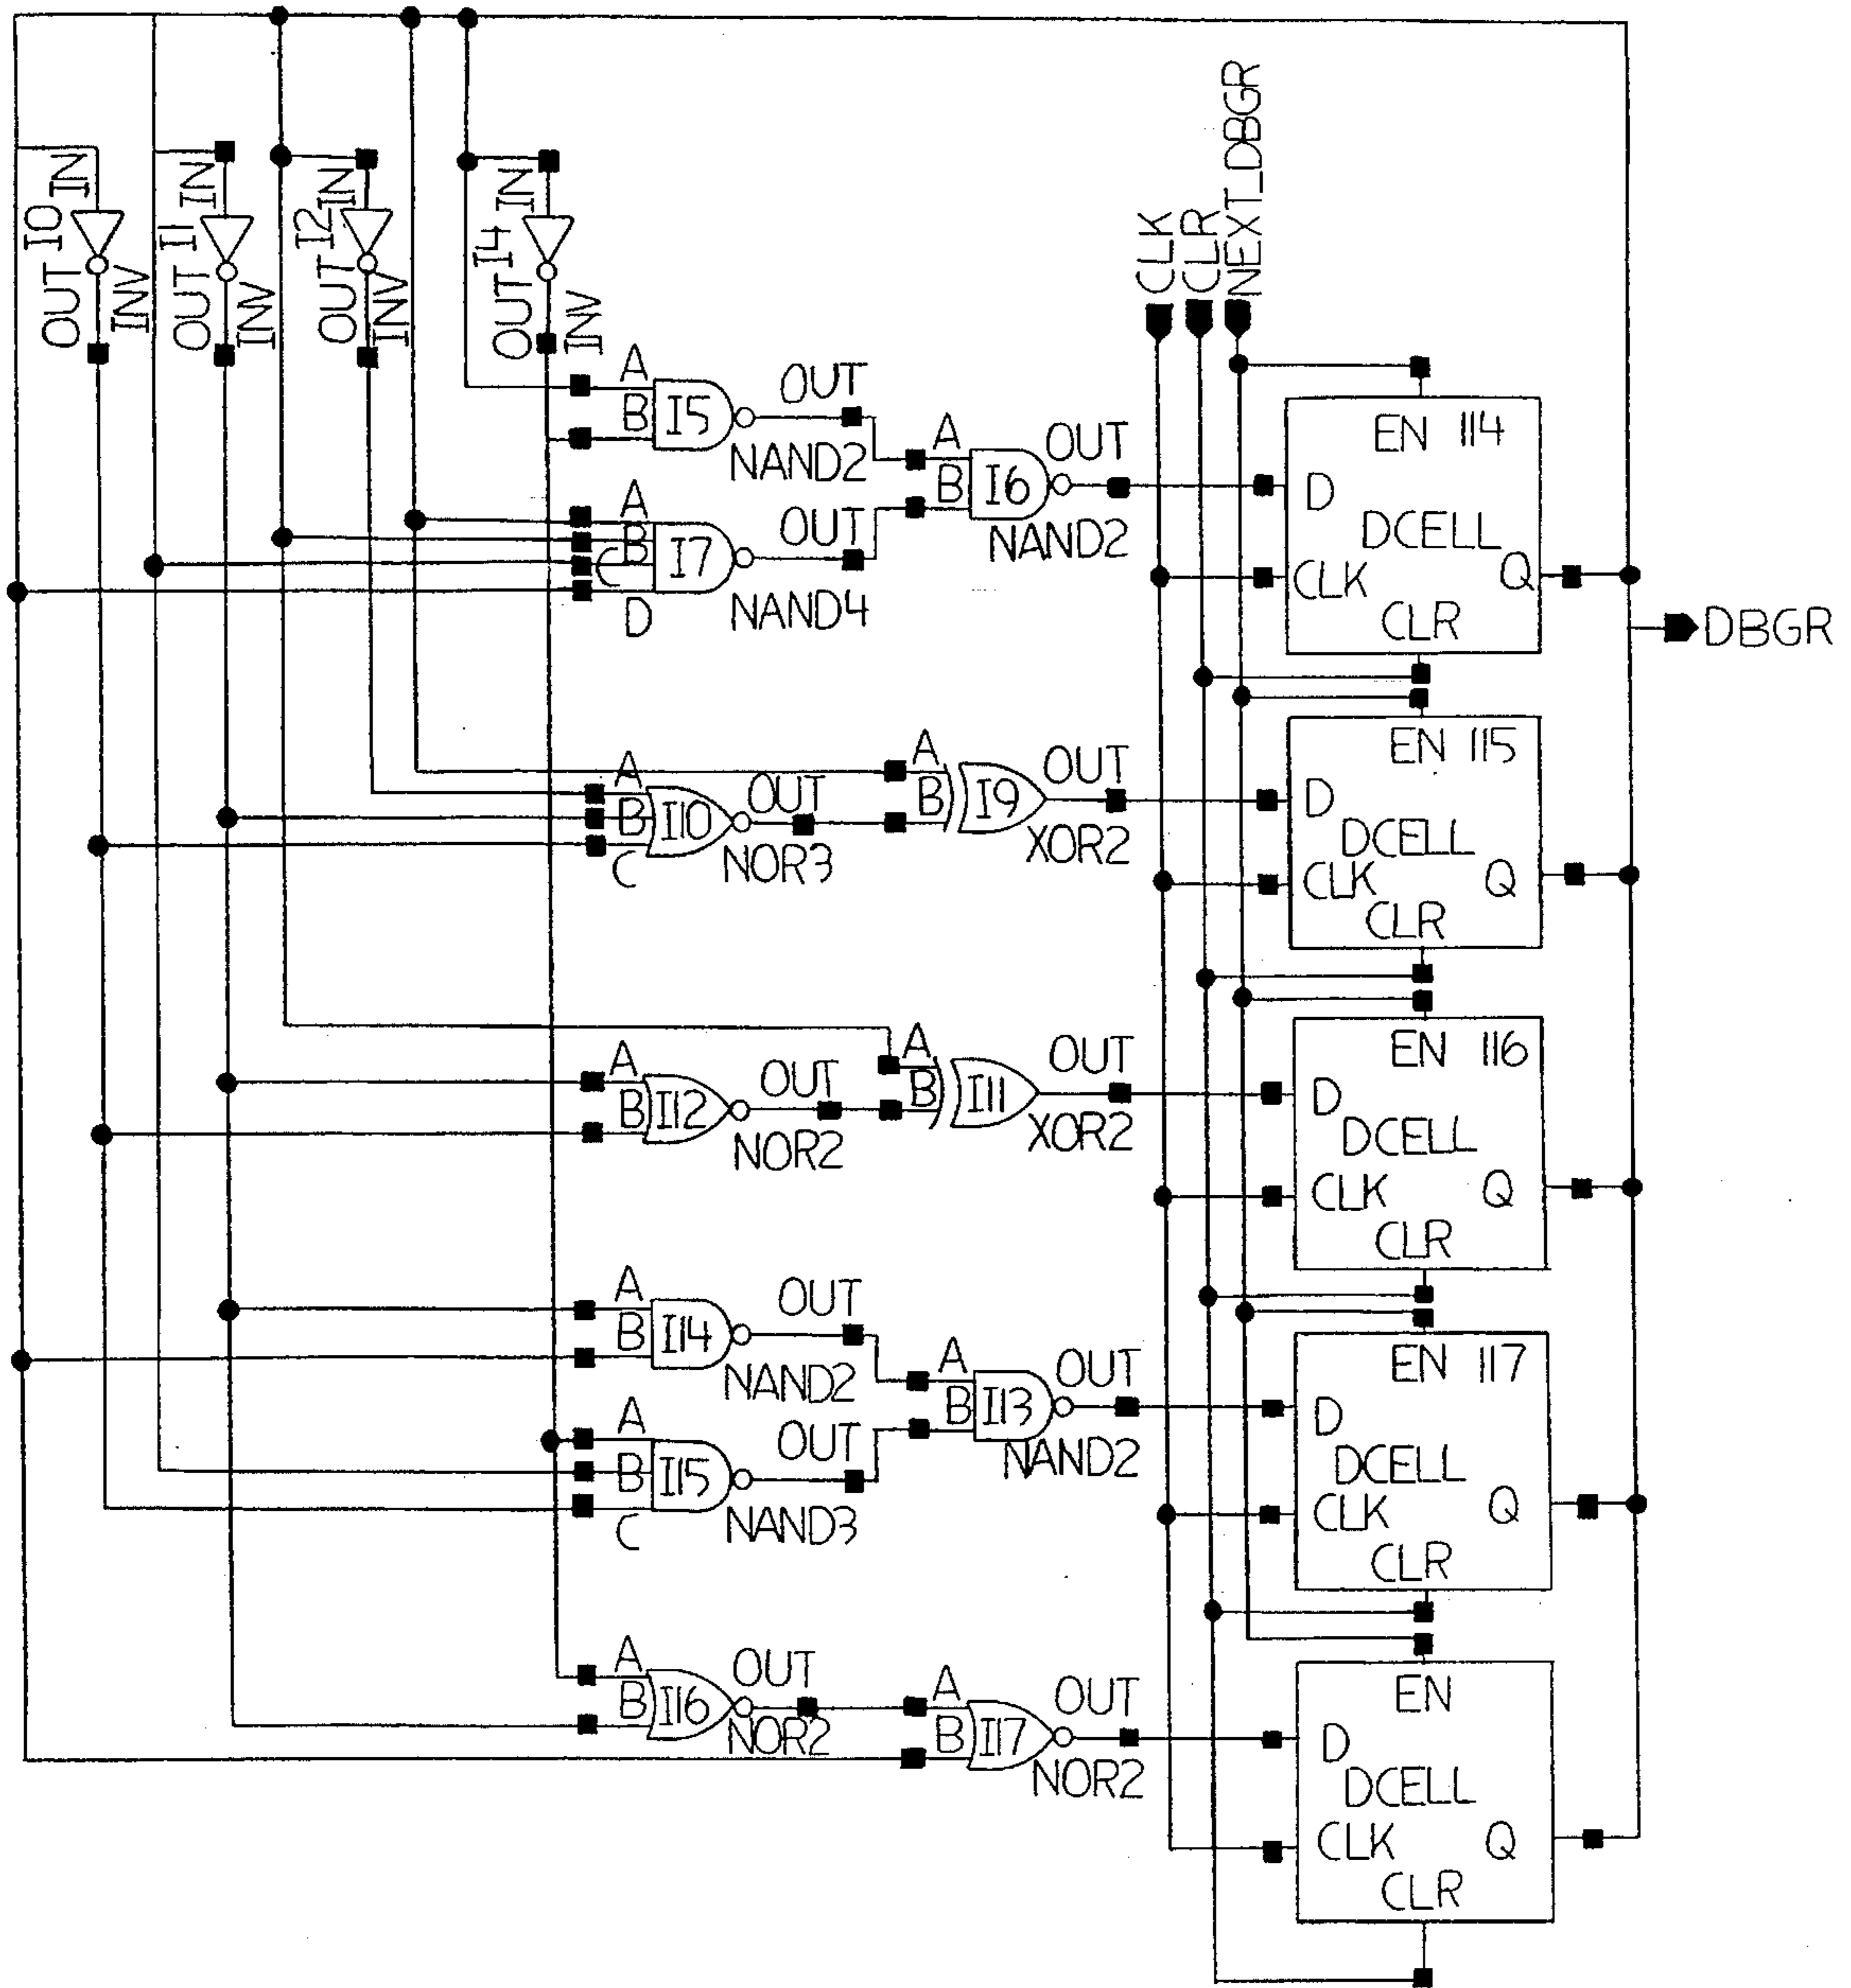 IN
I0
OUT
INV
IN
I1
OUT
INV
IN
I2
OUT
INV
IN
I4
OUT
INV
CLK
CLR
NEXT_DBGR
A
B
I5
OUT
NAND2
A
B
I6
OUT
NAND2
A
B
C
D
I7
OUT
NAND4
EN 114
D
DCELL
CLK
Q
CLR
DBGR
A
B
C
I10
OUT
NOR3
A
B
I9
OUT
XOR2
EN 115
D
DCELL
CLK
Q
CLR
A
B
I12
OUT
NOR2
A
B
I11
OUT
XOR2
EN 116
D
DCELL
CLK
Q
CLR
A
B
I14
OUT
NAND2
A
B
I13
OUT
NAND2
A
B
C
I15
OUT
NAND3
EN 117
D
DCELL
CLK
Q
CLR
A
B
I16
OUT
NOR2
A
B
I17
OUT
NOR2
EN
D
DCELL
CLK
Q
CLR